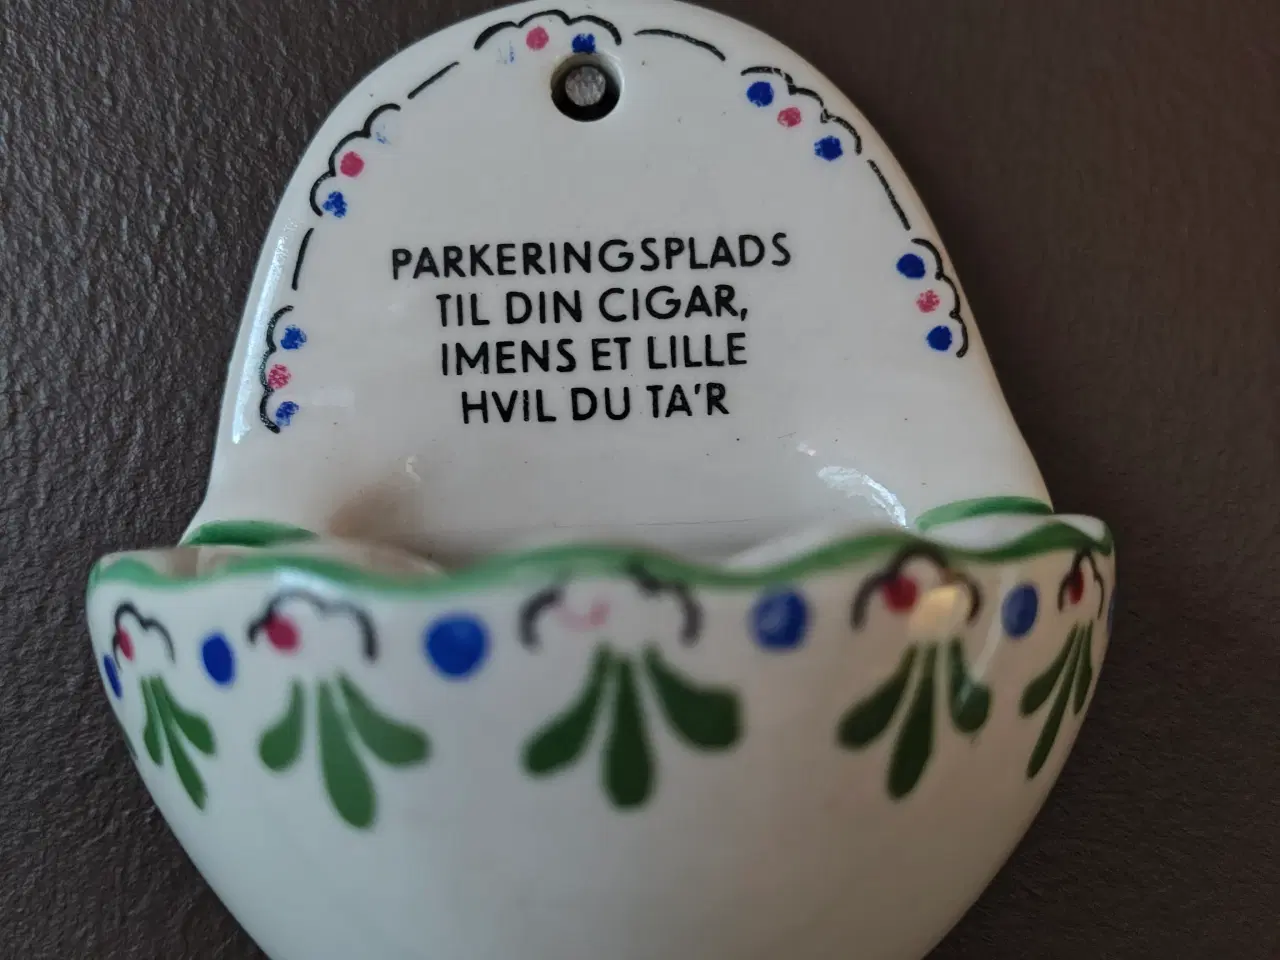 PARKERINGSPLADS
TIL DIN CIGAR,
IMENS ET LILLE
HVIL DU TA'R